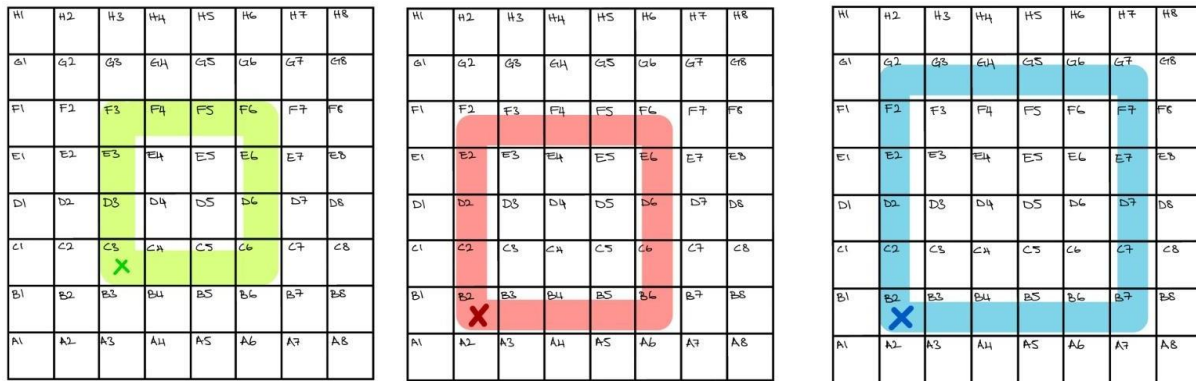 H1 H2 H3 H4 H5 H6 H7 H8
G1 G2 G3 G4 G5 G6 G7 G8
F1 F2 F3 F4 F5 F6 F7 F8
E1 E2 E3 E4 E5 E6 E7 E8
D1 D2 D3 D4 D5 D6 D7 D8
C1 C2 C3 C4 C5 C6 C7 C8
B1 B2 B3 B4 B5 B6 B7 B8
A1 A2 A3 A4 A5 A6 A7 A8
H1 H2 H3 H4 H5 H6 H7 H8
G1 G2 G3 G4 G5 G6 G7 G8
F1 F2 F3 F4 F5 F6 F7 F8
E1 E2 E3 E4 E5 E6 E7 E8
D1 D2 D3 D4 D5 D6 D7 D8
C1 C2 C3 C4 C5 C6 C7 C8
B1 B2 B3 B4 B5 B6 B7 B8
A1 A2 A3 A4 A5 A6 A7 A8
H1 H2 H3 H4 H5 H6 H7 H8
G1 G2 G3 G4 G5 G6 G7 G8
F1 F2 F3 F4 F5 F6 F7 F8
E1 E2 E3 E4 E5 E6 E7 E8
D1 D2 D3 D4 D5 D6 D7 D8
C1 C2 C3 C4 C5 C6 C7 C8
B1 B2 B3 B4 B5 B6 B7 B8
A1 A2 A3 A4 A5 A6 A7 A8